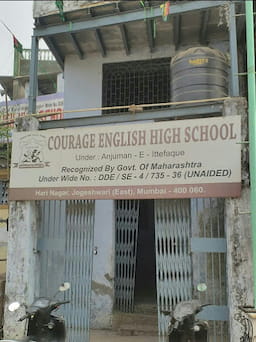 COURAGE ENGLISH HIGH SCHOOL
Under : Anjuman - E - Ittefaque
Recognized By Govt. Of Maharashtra
Under Wide No. : DDE / SE - 4 / 735 - 36 (UNAIDED)
Hari Nagar, Jogeshwari (East), Mumbai - 400 060.